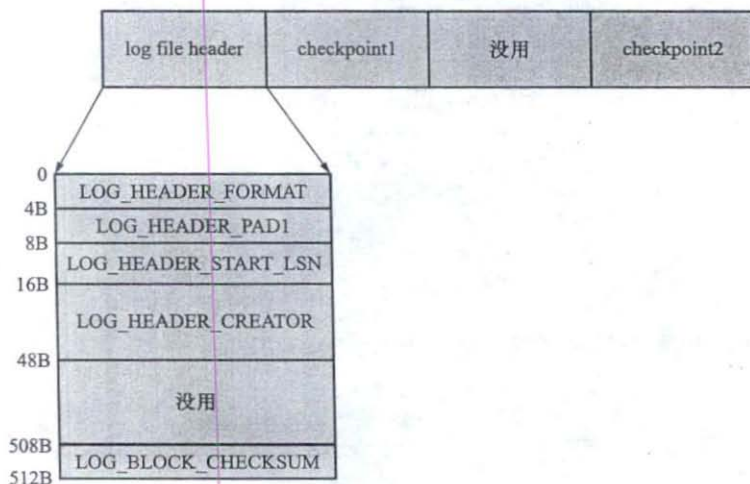 log file header
checkpoint1
没用
checkpoint2
0
LOG_HEADER_FORMAT
4B
LOG_HEADER_PAD1
8B
LOG_HEADER_START_LSN
16B
LOG_HEADER_CREATOR
48B
没用
508B
LOG_BLOCK_CHECKSUM
512B